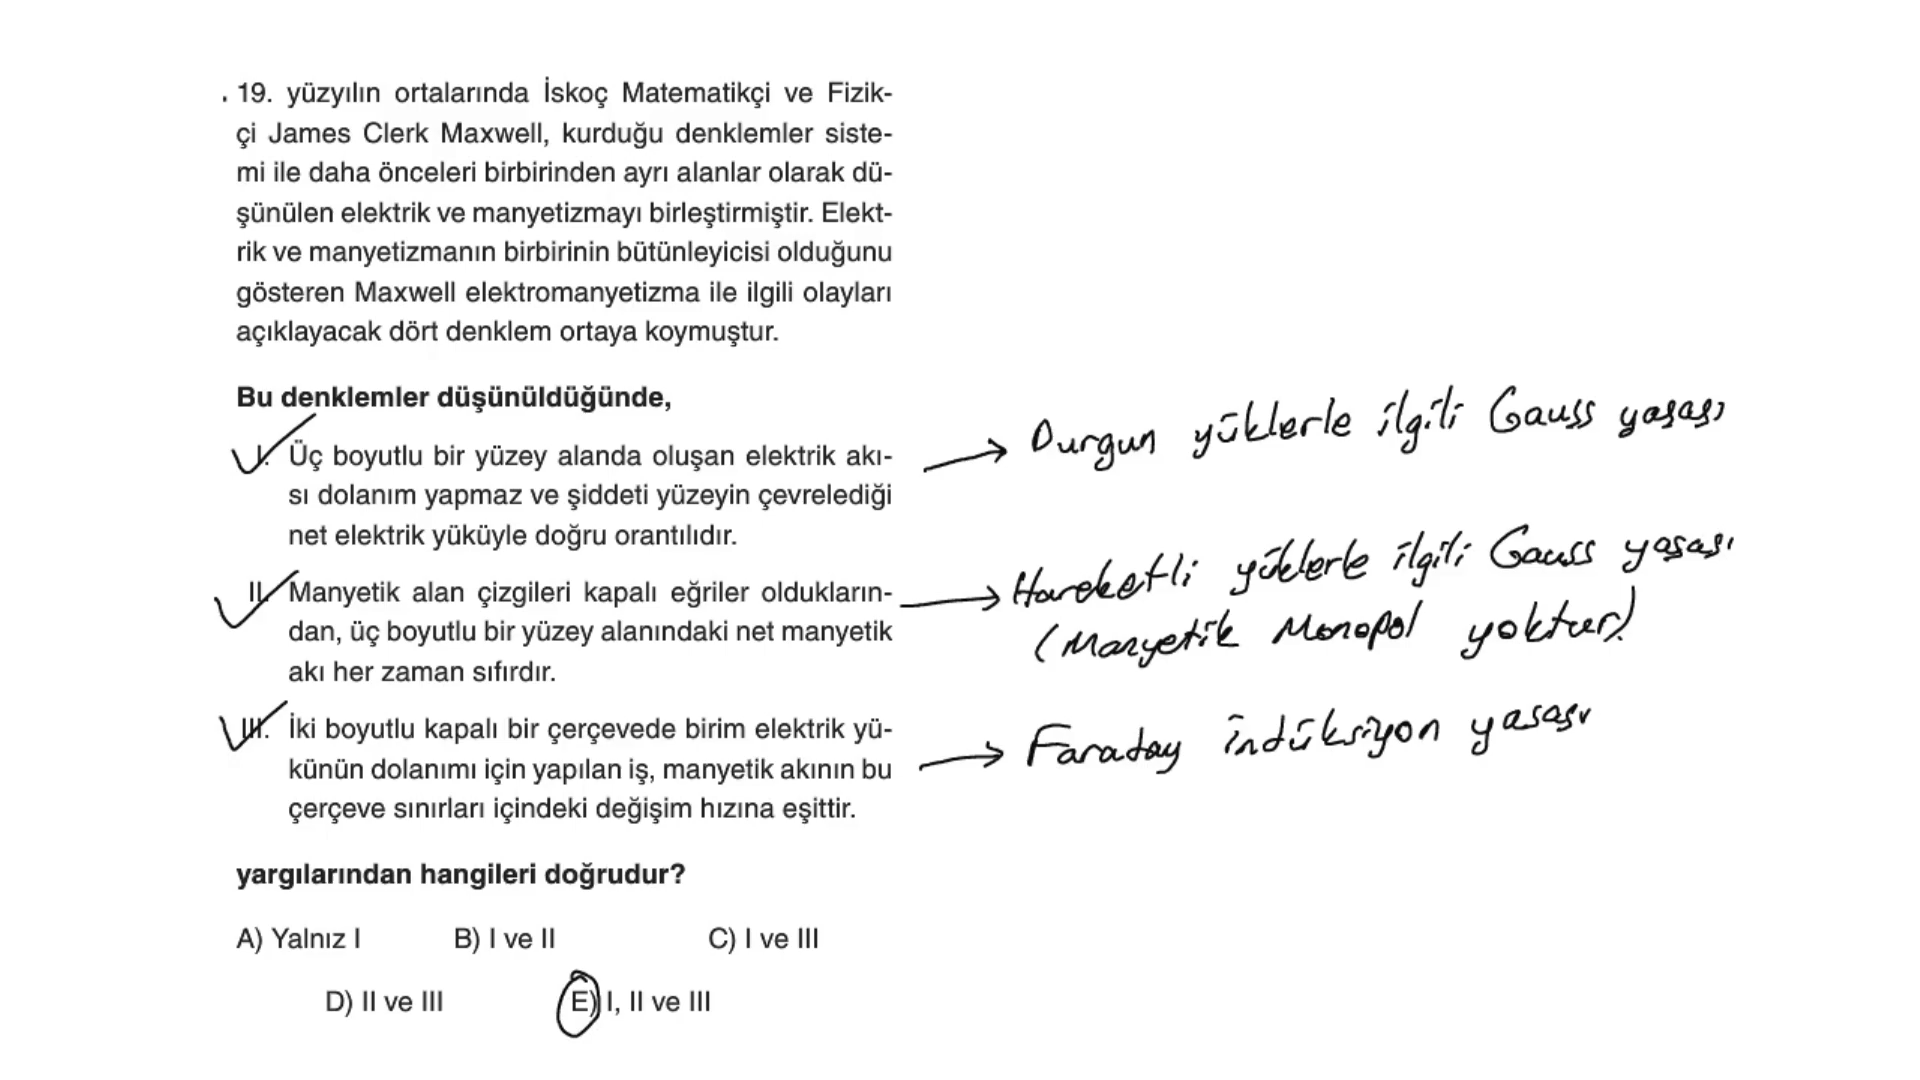 . 19. yüzyılın ortalarında İskoç Matematikçi ve Fizik-
çi James Clerk Maxwell, kurduğu denklemler siste-
mi ile daha önceleri birbirinden ayrı alanlar olarak dü-
şünülen elektrik ve manyetizmayı birleştirmiştir. Elekt-
rik ve manyetizmanın birbirinin bütünleyicisi olduğunu
gösteren Maxwell elektromanyetizma ile ilgili olayları
açıklayacak dört denklem ortaya koymuştur.
Bu denklemler düşünüldüğünde,
I. Üç boyutlu bir yüzey alanda oluşan elektrik akı-
sı dolanım yapmaz ve şiddeti yüzeyin çevrelediği
net elektrik yüküyle doğru orantılıdır.
→ Durgun yüklerle ilgili Gauss yasası
II. Manyetik alan çizgileri kapalı eğriler oldukların-
dan, üç boyutlu bir yüzey alanındaki net manyetik
akı her zaman sıfırdır.
→ Hareketli yüklerle ilgili Gauss yasası
(Manyetik Monopol yoktur)
III. İki boyutlu kapalı bir çerçevede birim elektrik yü-
künün dolanımı için yapılan iş, manyetik akının bu
çerçeve sınırları içindeki değişim hızına eşittir.
→ Faraday indüksiyon yasası
yargılarından hangileri doğrudur?
A) Yalnız I B) I ve II C) I ve III
D) II ve III E) I, II ve III